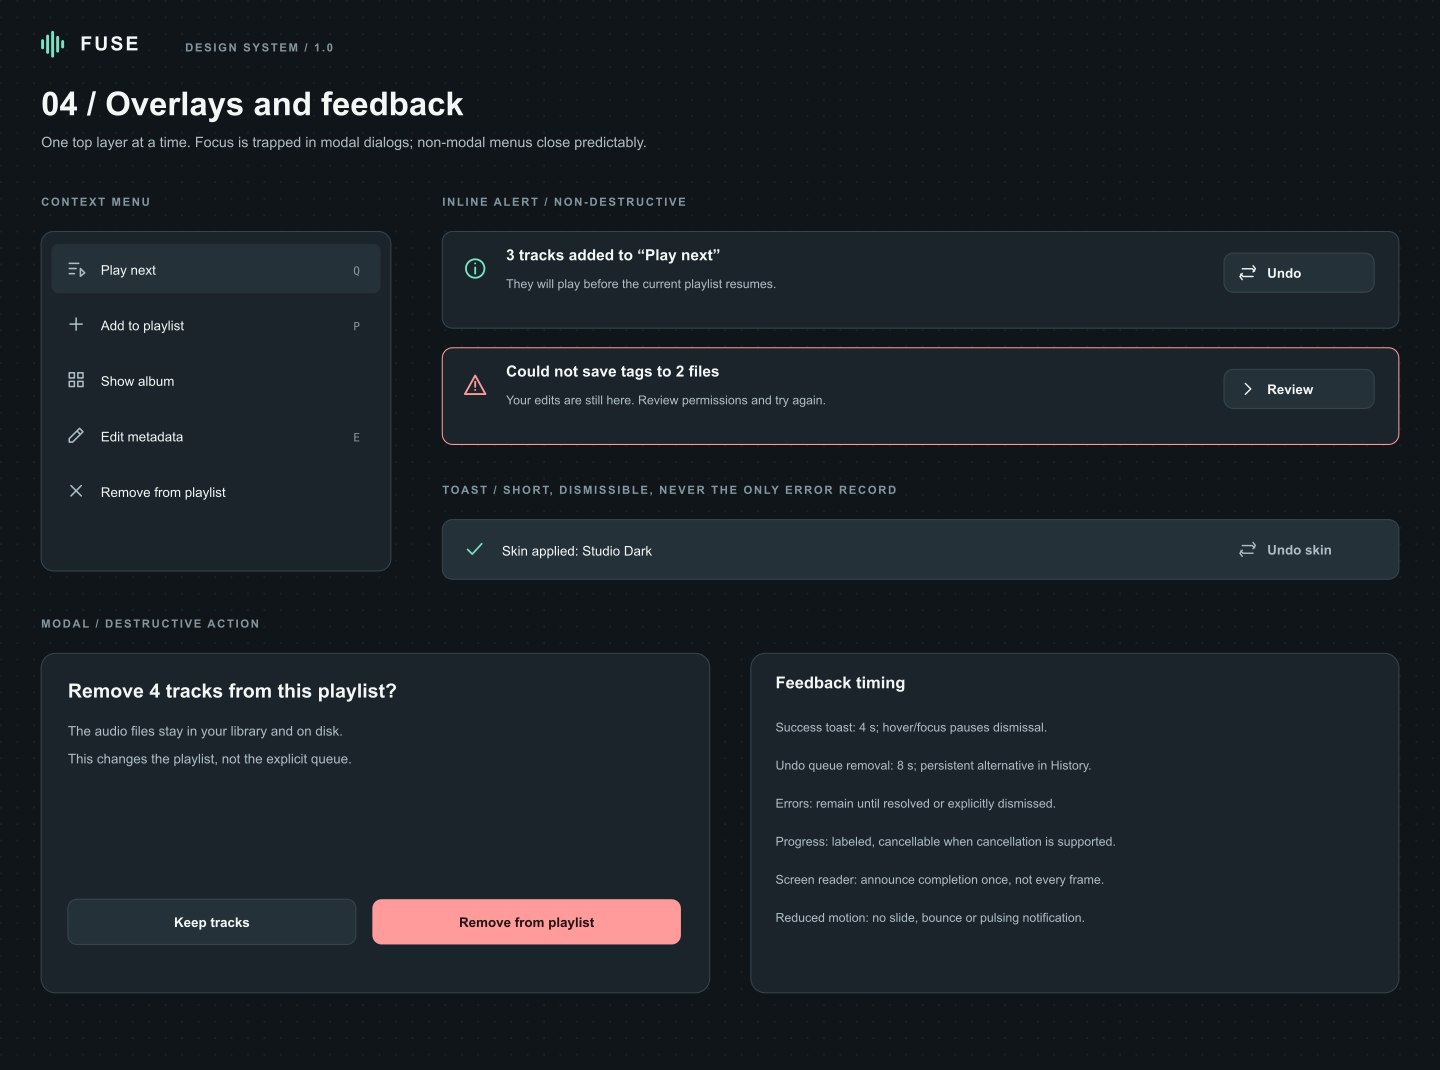 FUSE
DESIGN SYSTEM / 1.0
04 / Overlays and feedback
One top layer at a time. Focus is trapped in modal dialogs; non-modal menus close predictably.
CONTEXT MENU
Play next Q
Add to playlist P
Show album
Edit metadata E
Remove from playlist
INLINE ALERT / NON-DESTRUCTIVE
3 tracks added to “Play next”
They will play before the current playlist resumes.
Undo
Could not save tags to 2 files
Your edits are still here. Review permissions and try again.
Review
TOAST / SHORT, DISMISSIBLE, NEVER THE ONLY ERROR RECORD
Skin applied: Studio Dark
Undo skin
MODAL / DESTRUCTIVE ACTION
Remove 4 tracks from this playlist?
The audio files stay in your library and on disk.
This changes the playlist, not the explicit queue.
Keep tracks
Remove from playlist
Feedback timing
Success toast: 4 s; hover/focus pauses dismissal.
Undo queue removal: 8 s; persistent alternative in History.
Errors: remain until resolved or explicitly dismissed.
Progress: labeled, cancellable when cancellation is supported.
Screen reader: announce completion once, not every frame.
Reduced motion: no slide, bounce or pulsing notification.